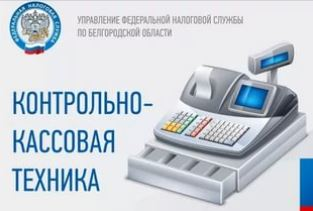 УПРАВЛЕНИЕ ФЕДЕРАЛЬНОЙ НАЛОГОВОЙ СЛУЖБЫ
ПО БЕЛГОРОДСКОЙ ОБЛАСТИ
КОНТРОЛЬНО-
КАССОВАЯ
ТЕХНИКА